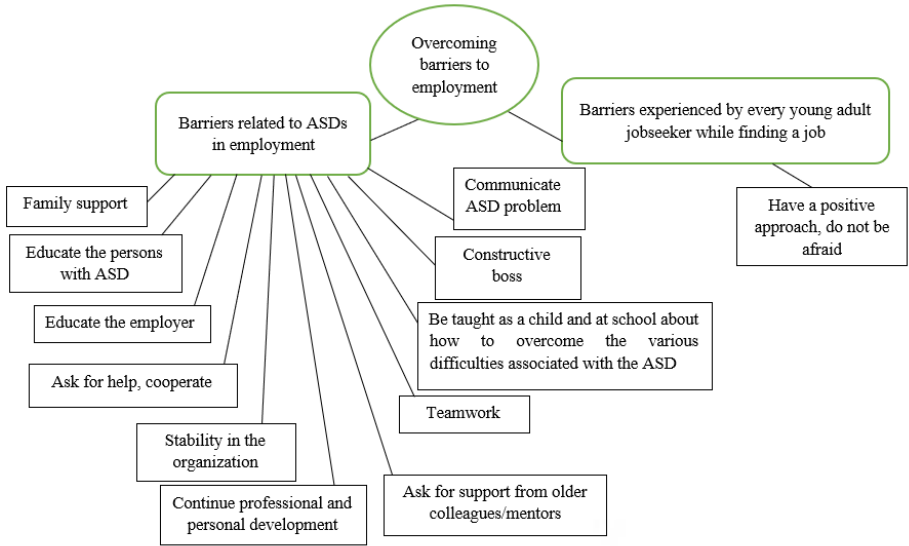 Overcoming
barriers to
employment
Barriers related to ASDs
in employment
Barriers experienced by every young adult
jobseeker while finding a job
Family support
Educate the persons
with ASD
Educate the employer
Ask for help, cooperate
Stability in the
organization
Continue professional and
personal development
Ask for support from older
colleagues/mentors
Teamwork
Be taught as a child and at school about
how to overcome the various
difficulties associated with the ASD
Constructive
boss
Communicate
ASD problem
Have a positive
approach, do not be
afraid